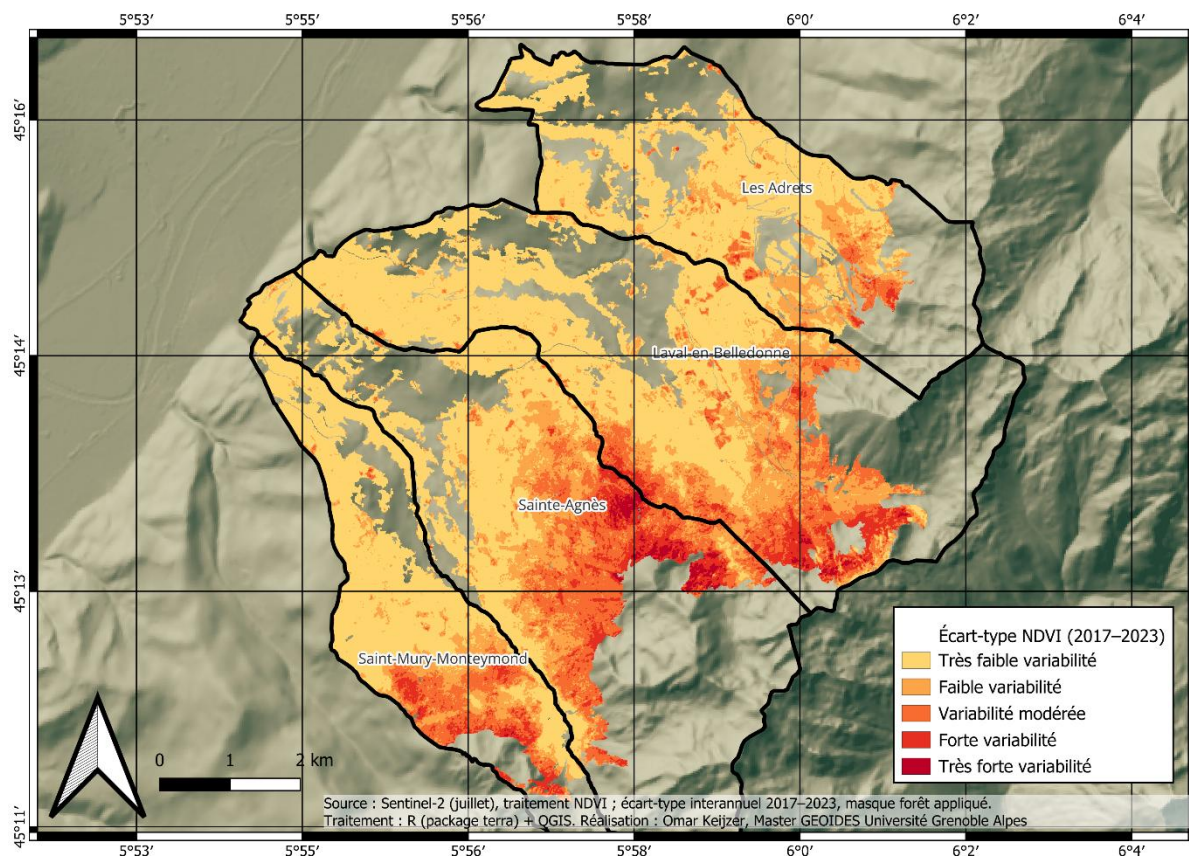 5°53' 5°55' 5°56' 5°58' 6°0' 6°2' 6°4'
45°16'
Les Adrets
45°14'
Laval-en-Belledonne
Sainte-Agnès
45°13'
Saint-Mury-Monteymond
Écart-type NDVI (2017–2023)
Très faible variabilité
Faible variabilité
Variabilité modérée
Forte variabilité
Très forte variabilité
0 1 2 km
Source : Sentinel-2 (juillet), traitement NDVI ; écart-type interannuel 2017–2023, masque forêt appliqué.
Traitement : R (package terra) + QGIS. Réalisation : Omar Keijzer, Master GEOIDES Université Grenoble Alpes
45°11'
5°53' 5°55' 5°56' 5°58' 6°0' 6°2' 6°4'